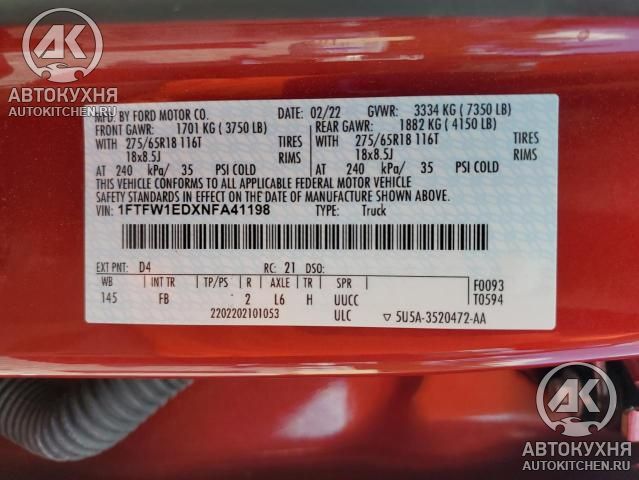 AK
АВТОКУХНЯ
AUTOKITCHEN.RU
MFD. BY FORD MOTOR CO. DATE: 02/22 GVWR: 3334 KG ( 7350 LB)
FRONT GAWR: 1701 KG ( 3750 LB) REAR GAWR: 1882 KG ( 4150 LB)
WITH 275/65R18 116T TIRES WITH 275/65R18 116T TIRES
18x8.5J RIMS 18x8.5J RIMS
AT 240 kPa/ 35 PSI COLD AT 240 kPa/ 35 PSI COLD
THIS VEHICLE CONFORMS TO ALL APPLICABLE FEDERAL MOTOR VEHICLE
SAFETY STANDARDS IN EFFECT ON THE DATE OF MANUFACTURE SHOWN ABOVE.
VIN: 1FTFW1EDXNFA41198 TYPE: Truck
EXT PNT: D4 RC: 21 DSO: F0093
WB INT TR TP/PS R AXLE TR SPR T0594
145 FB 2 L6 H UUCC
2202202101053 ULC ▽ 5U5A-3520472-AA
AK
АВТОКУХНЯ
AUTOKITCHEN.RU